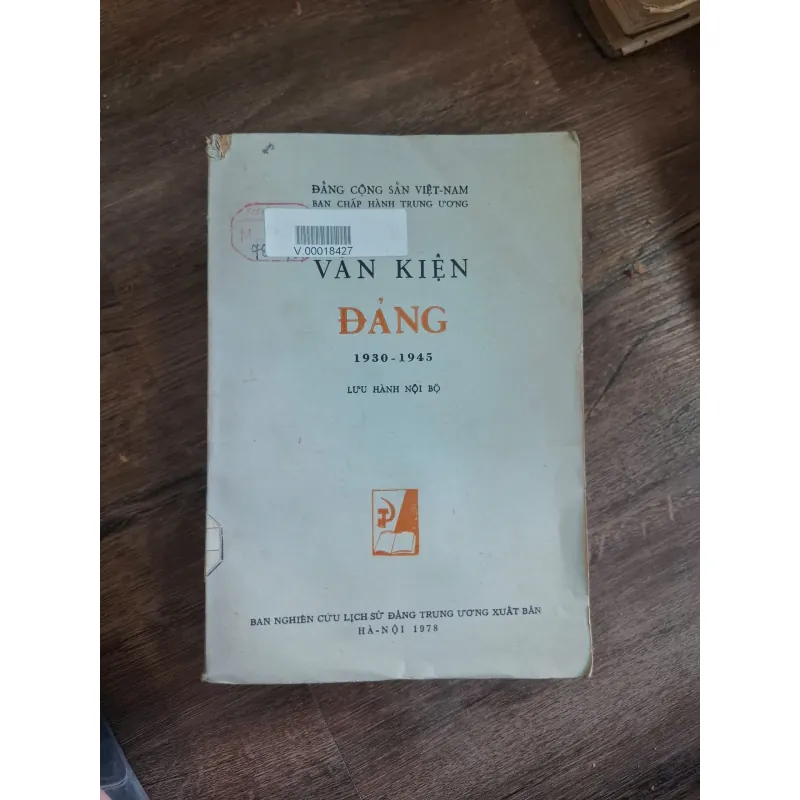 ĐẢNG CỘNG SẢN VIỆT-NAM
BAN CHẤP HÀNH TRUNG ƯƠNG
V 00018427
VĂN KIỆN
ĐẢNG
1930 - 1945
LƯU HÀNH NỘI BỘ
BAN NGHIÊN CỨU LỊCH SỬ ĐẢNG TRUNG ƯƠNG XUẤT BẢN
HÀ-NỘI 1978